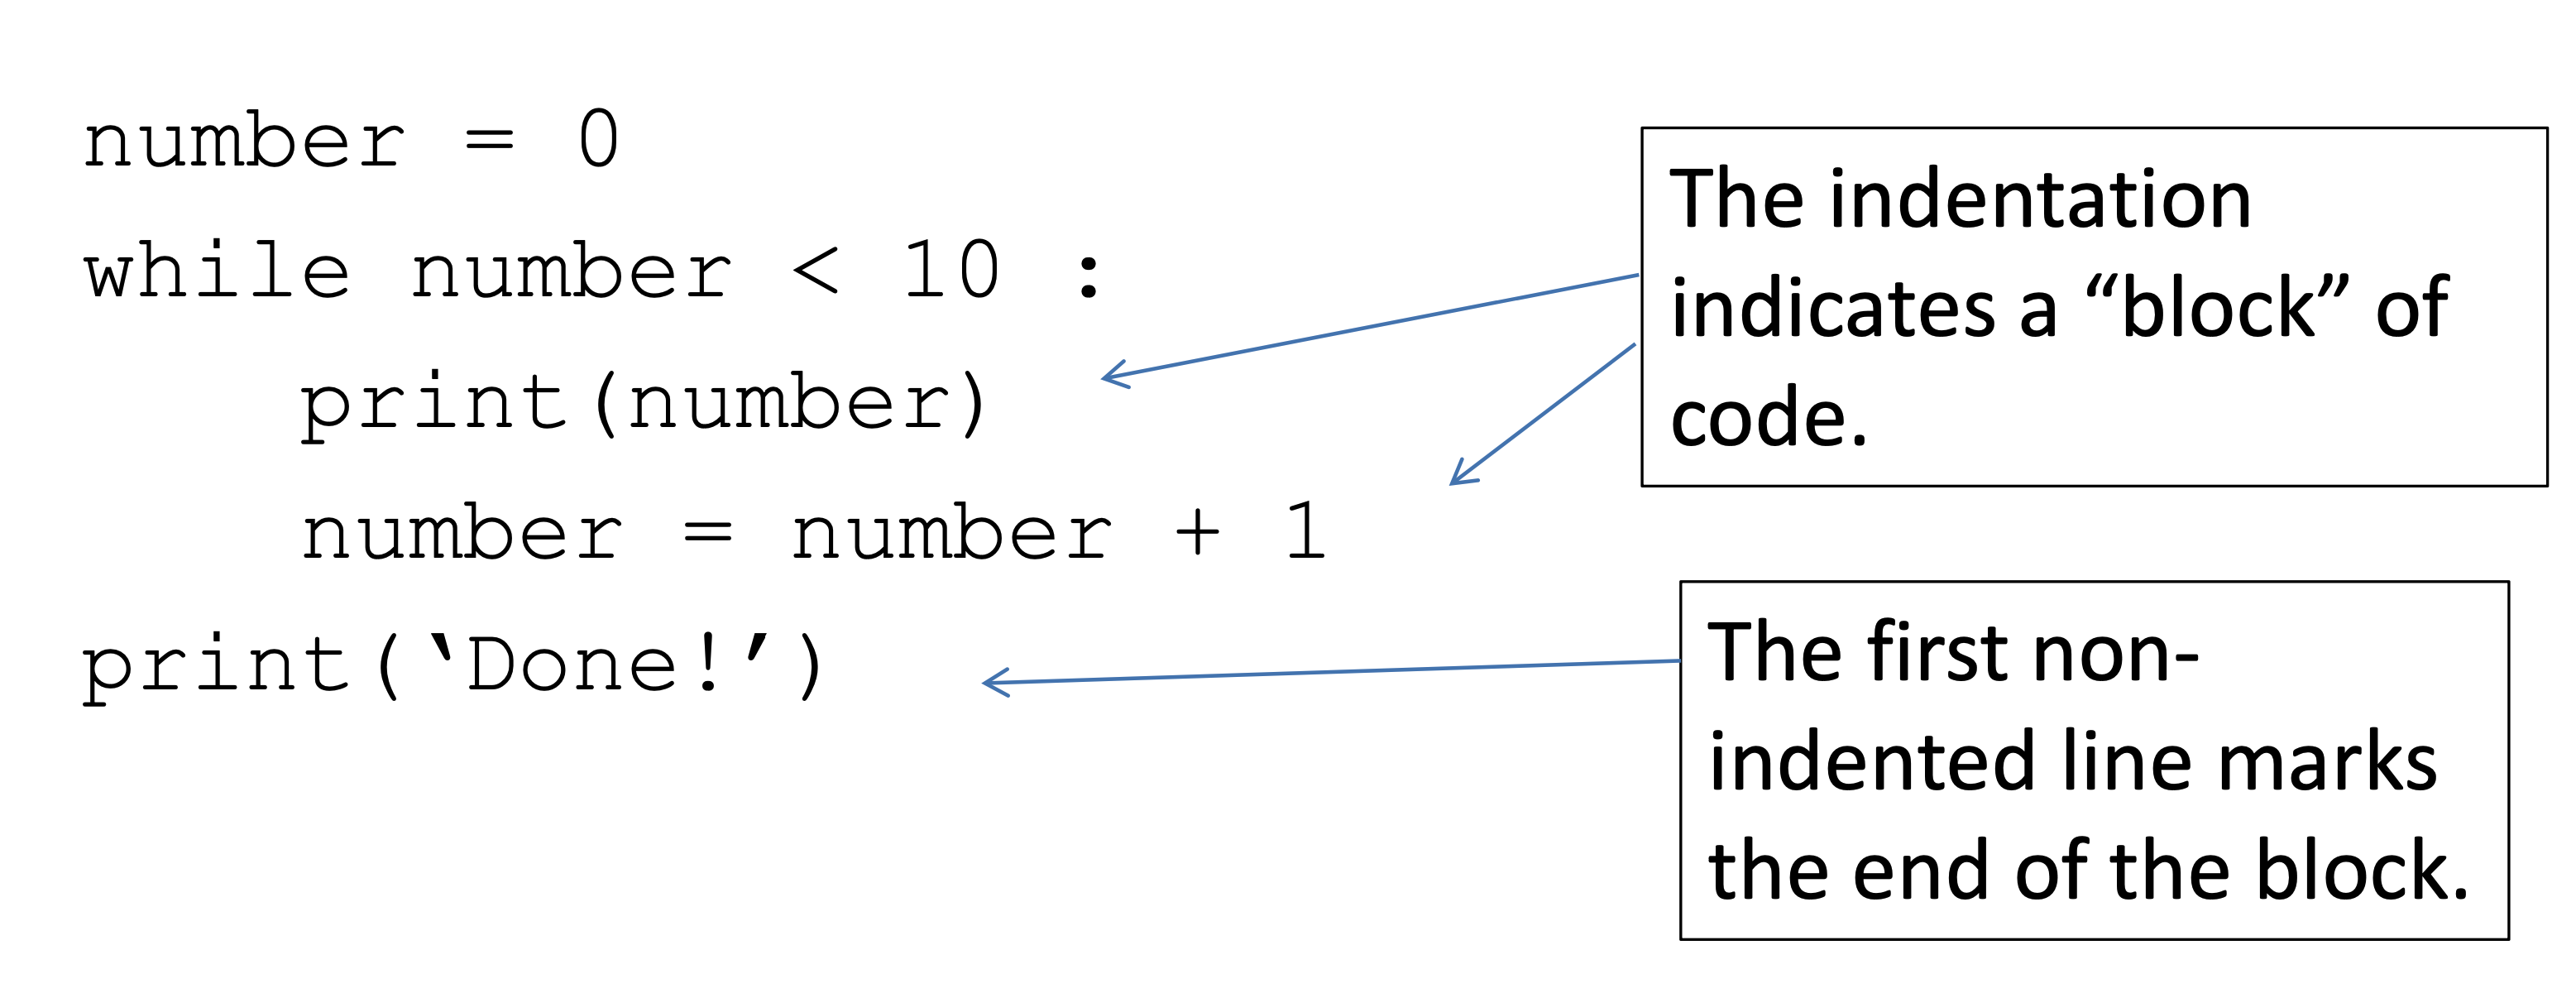 number = 0
while number < 10 :
    print(number)
    number = number + 1
print(‘Done!’)
The indentation
indicates a “block” of
code.
The first non-
indented line marks
the end of the block.